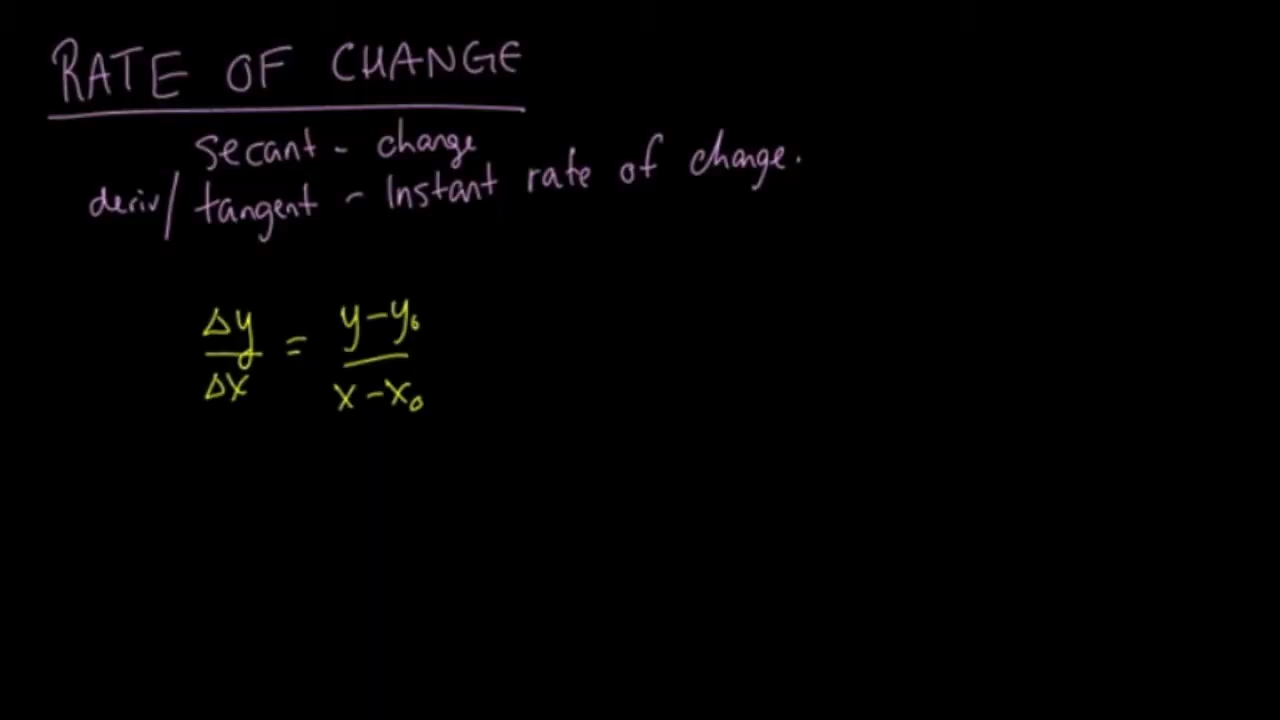 RATE OF CHANGE
secant - change
deriv/ tangent - Instant rate of change.
Δy/Δx = y-y₀/x-x₀